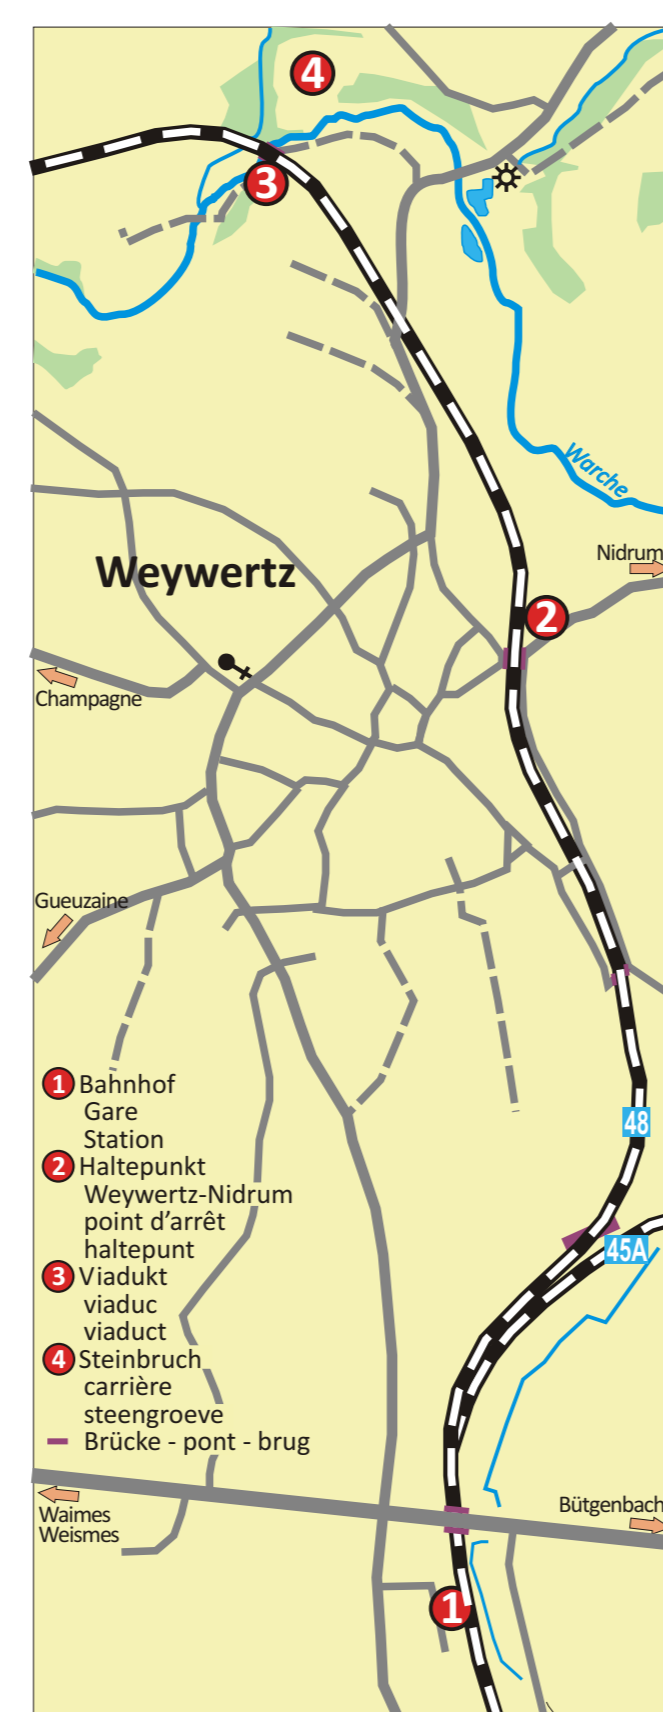 4
3
Warche
Nidrum
Weywertz
2
Champagne
Gueuzaine
1 Bahnhof
Gare
Station
48
2 Haltepunkt
Weywertz-Nidrum
point d'arrêt
haltepunt
45A
3 Viadukt
viaduc
viaduct
4 Steinbruch
carrière
steengroeve
Brücke - pont - brug
Waimes
Weismes
Bütgenbach
1